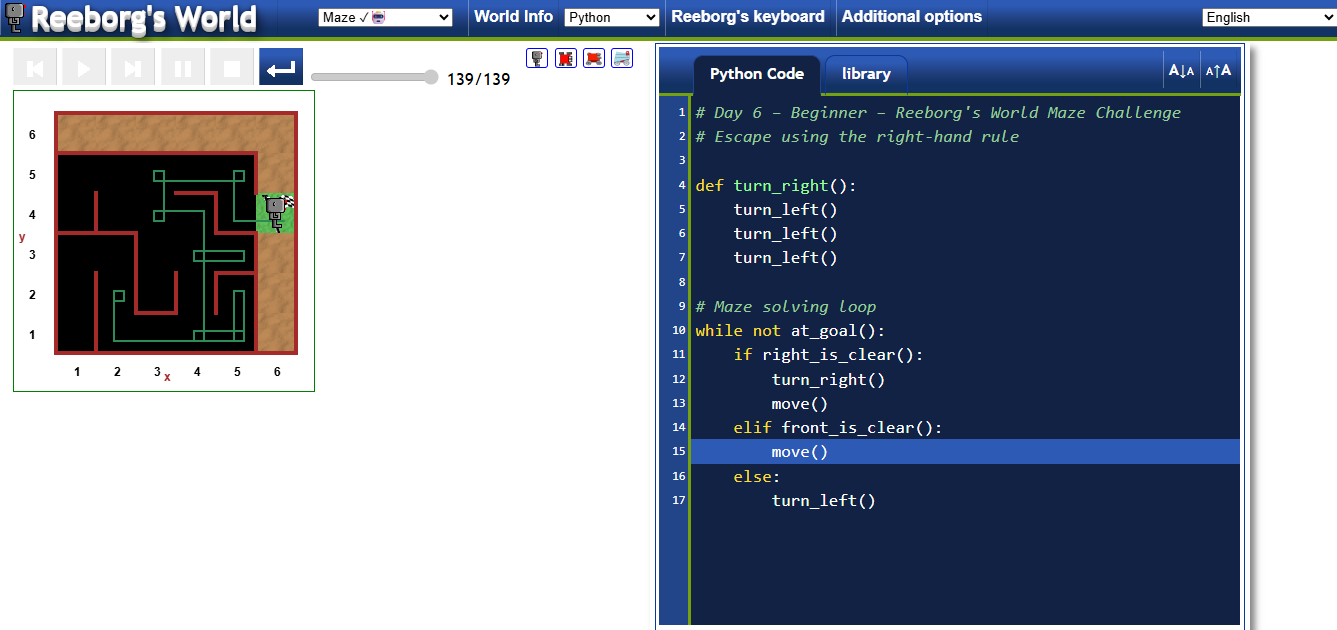 Reeborg's World
Maze ✓
World Info
Python
Reeborg's keyboard
Additional options
English
139/139
Python Code
library
A↓A
A↑A
6
5
4
y
3
2
1
1 2 3 x 4 5 6
1 # Day 6 – Beginner – Reeborg's World Maze Challenge
2 # Escape using the right-hand rule
3
4 def turn_right():
5     turn_left()
6     turn_left()
7     turn_left()
8
9 # Maze solving loop
10 while not at_goal():
11     if right_is_clear():
12         turn_right()
13         move()
14     elif front_is_clear():
15         move()
16     else:
17         turn_left()